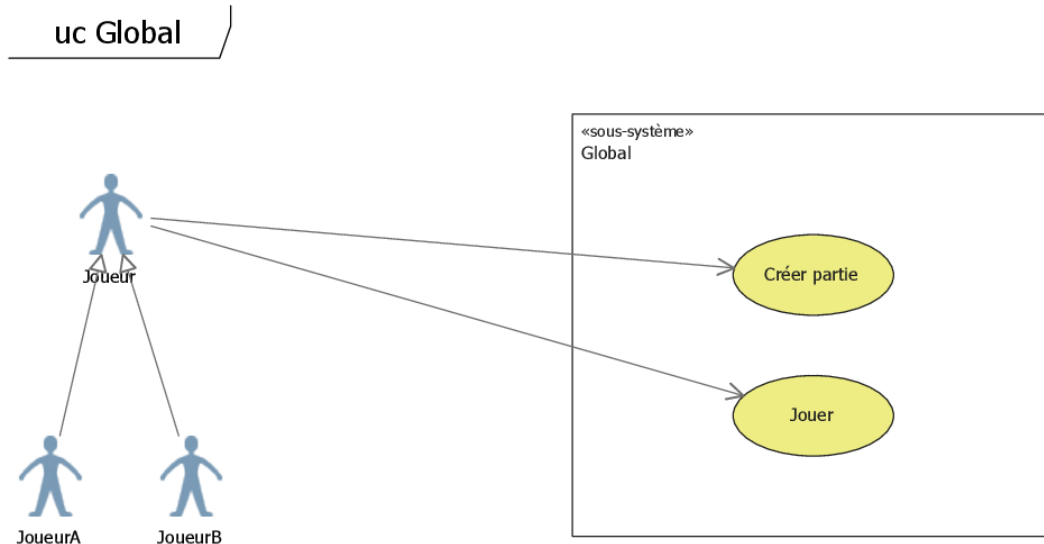 uc Global
«sous-système»
Global
Joueur
Créer partie
Jouer
JoueurA
JoueurB